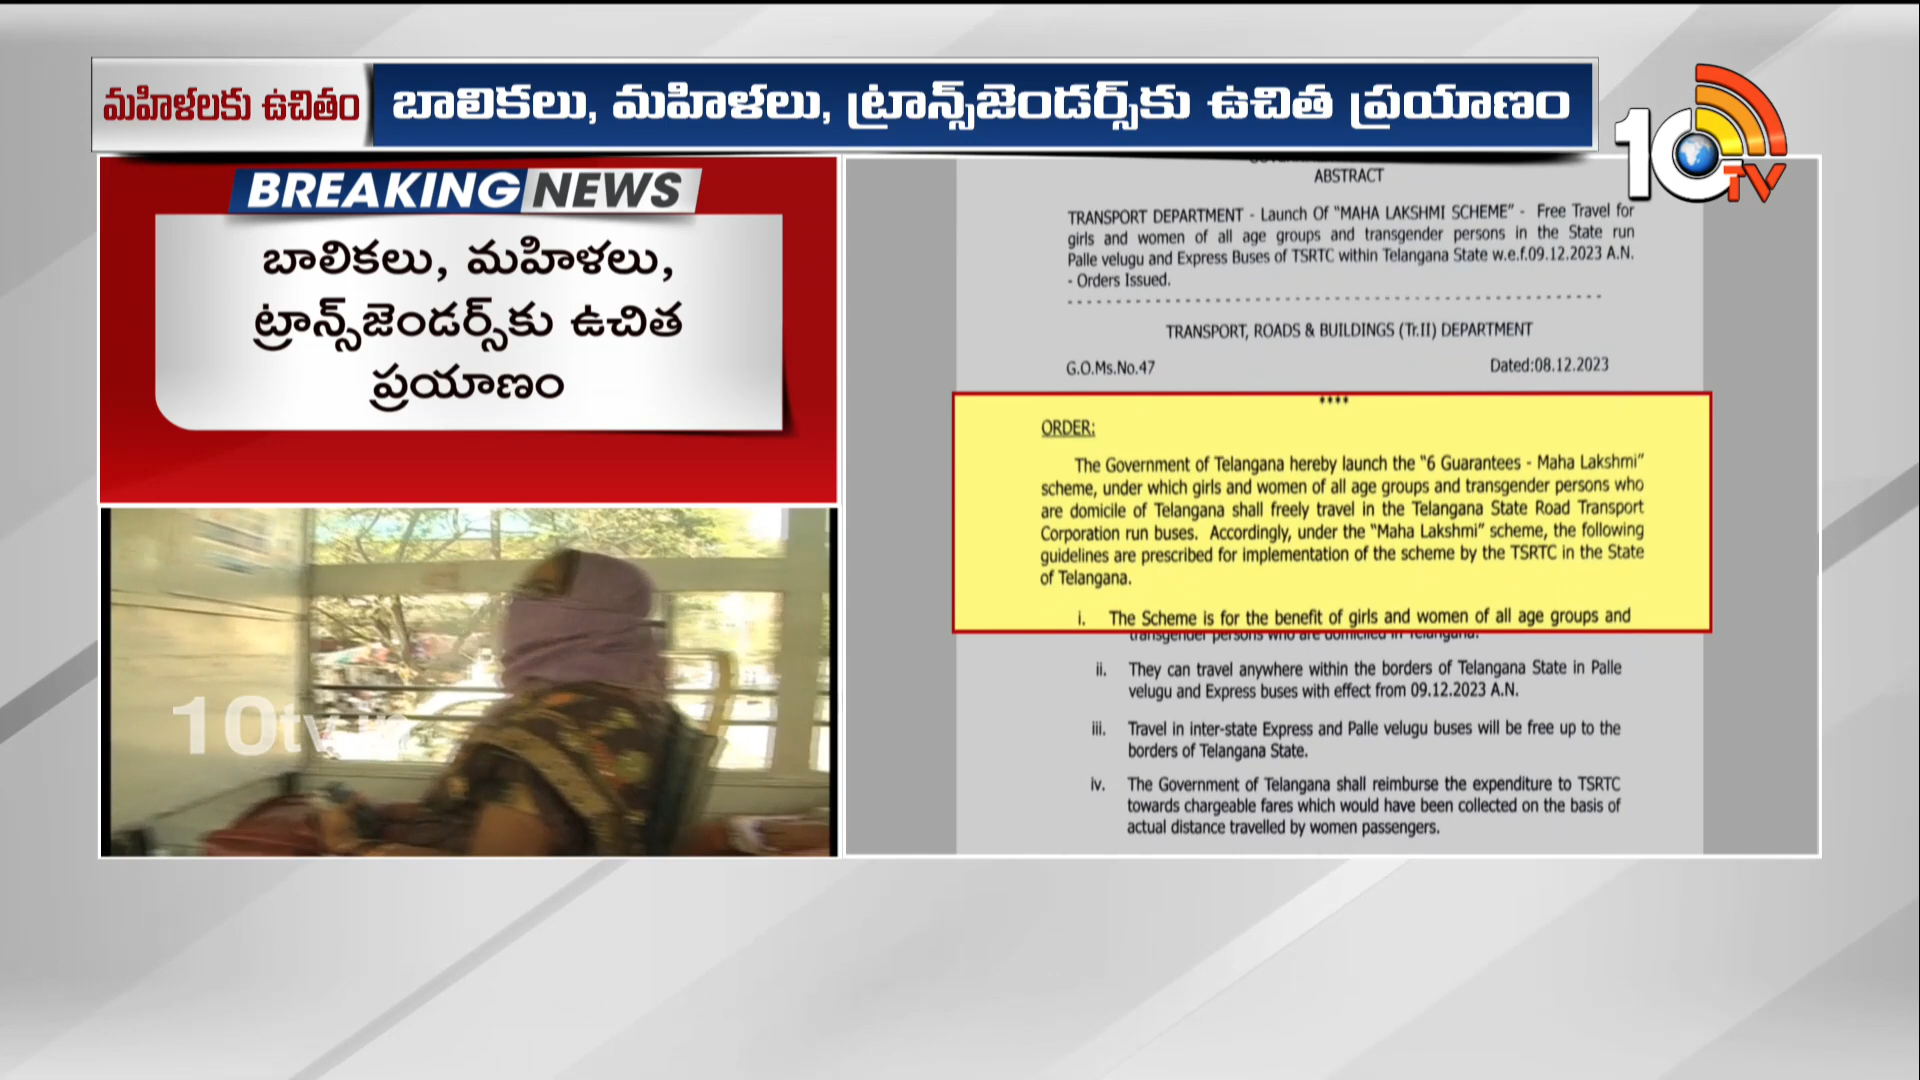 మహిళలకు ఉచితం
బాలికలు, మహిళలు, ట్రాన్స్‌జెండర్స్‌కు ఉచిత ప్రయాణం
10TV
BREAKING NEWS
బాలికలు, మహిళలు,
ట్రాన్స్‌జెండర్స్‌కు ఉచిత
ప్రయాణం
10tv.in
ABSTRACT
TRANSPORT DEPARTMENT - Launch Of "MAHA LAKSHMI SCHEME" - Free Travel for
girls and women of all age groups and transgender persons in the State run
Palle velugu and Express Buses of TSRTC within Telangana State w.e.f.09.12.2023 A.N.
- Orders Issued.
TRANSPORT, ROADS & BUILDINGS (Tr.II) DEPARTMENT
G.O.Ms.No.47 Dated:08.12.2023
****
ORDER:
The Government of Telangana hereby launch the "6 Guarantees - Maha Lakshmi"
scheme, under which girls and women of all age groups and transgender persons who
are domicile of Telangana shall freely travel in the Telangana State Road Transport
Corporation run buses. Accordingly, under the "Maha Lakshmi" scheme, the following
guidelines are prescribed for implementation of the scheme by the TSRTC in the State
of Telangana.
i. The Scheme is for the benefit of girls and women of all age groups and
transgender persons who are domiciled in Telangana.
ii. They can travel anywhere within the borders of Telangana State in Palle
velugu and Express buses with effect from 09.12.2023 A.N.
iii. Travel in inter-state Express and Palle velugu buses will be free up to the
borders of Telangana State.
iv. The Government of Telangana shall reimburse the expenditure to TSRTC
towards chargeable fares which would have been collected on the basis of
actual distance travelled by women passengers.